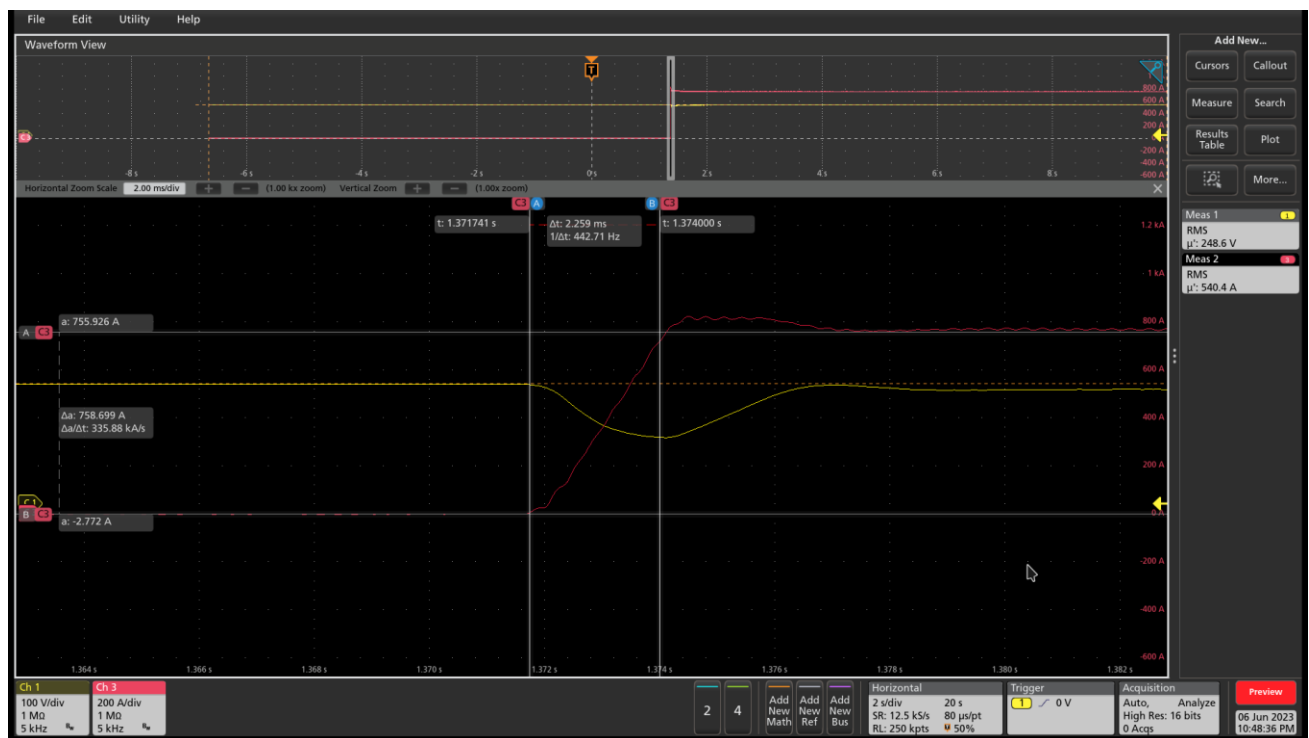 File Edit Utility Help
Waveform View
Add New...
Cursors Callout
Measure Search
Results Table Plot
More...
T
800 A
600 A
400 A
200 A
-200 A
-400 A
-600 A
C3
-8 s -6 s -4 s -2 s 0 s 2 s 4 s 6 s 8 s
Horizontal Zoom Scale 2.00 ms/div + − (1.00 kx zoom) Vertical Zoom + − (1.00x zoom)
C3 A B C3
t: 1.371741 s Δt: 2.259 ms t: 1.374000 s
1/Δt: 442.71 Hz
1.2 kA
1 kA
a: 755.926 A
800 A
A C3
600 A
Δa: 758.699 A
Δa/Δt: 335.88 kA/s
400 A
200 A
C1
B C3
a: -2.772 A
0 A
-200 A
-400 A
-600 A
1.364 s 1.366 s 1.368 s 1.370 s 1.372 s 1.374 s 1.376 s 1.378 s 1.380 s 1.382 s
Meas 1 1
RMS
µ': 248.6 V
Meas 2 3
RMS
µ': 540.4 A
Ch 1
100 V/div
1 MΩ
5 kHz
Ch 3
200 A/div
1 MΩ
5 kHz
2 4
Add New Math
Add New Ref
Add New Bus
Horizontal
2 s/div 20 s
SR: 12.5 kS/s 80 µs/pt
RL: 250 kpts 50%
Trigger
1 0 V
Acquisition
Auto, Analyze
High Res: 16 bits
0 Acqs
Preview
06 Jun 2023
10:48:36 PM